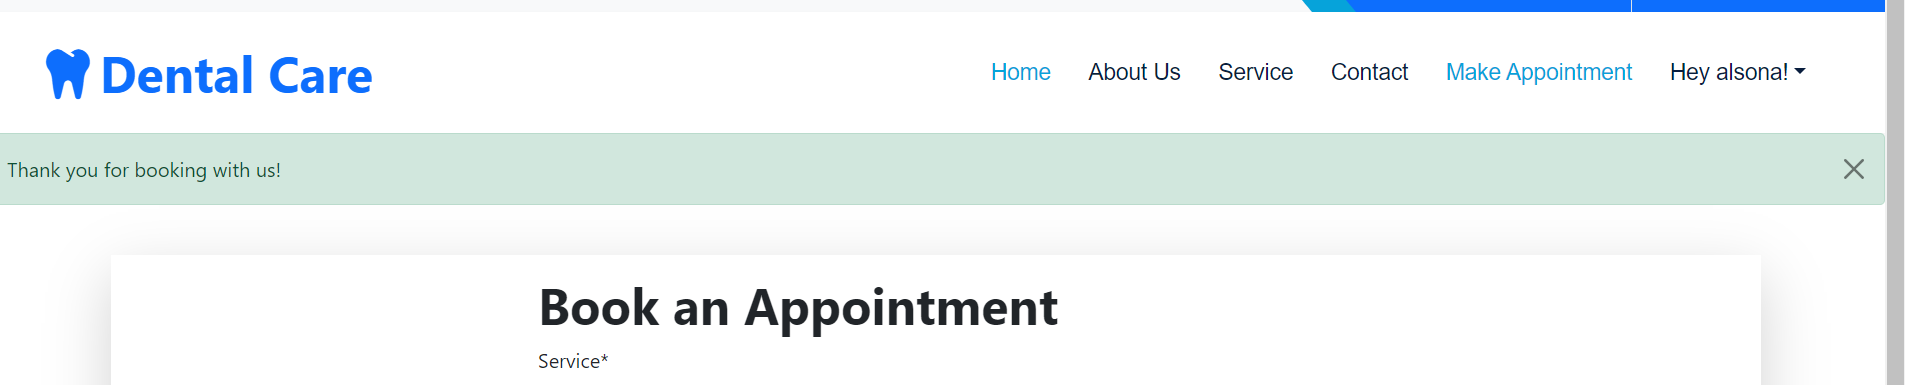 Dental Care
Home About Us Service Contact Make Appointment Hey alsona!
Thank you for booking with us!
Book an Appointment
Service*